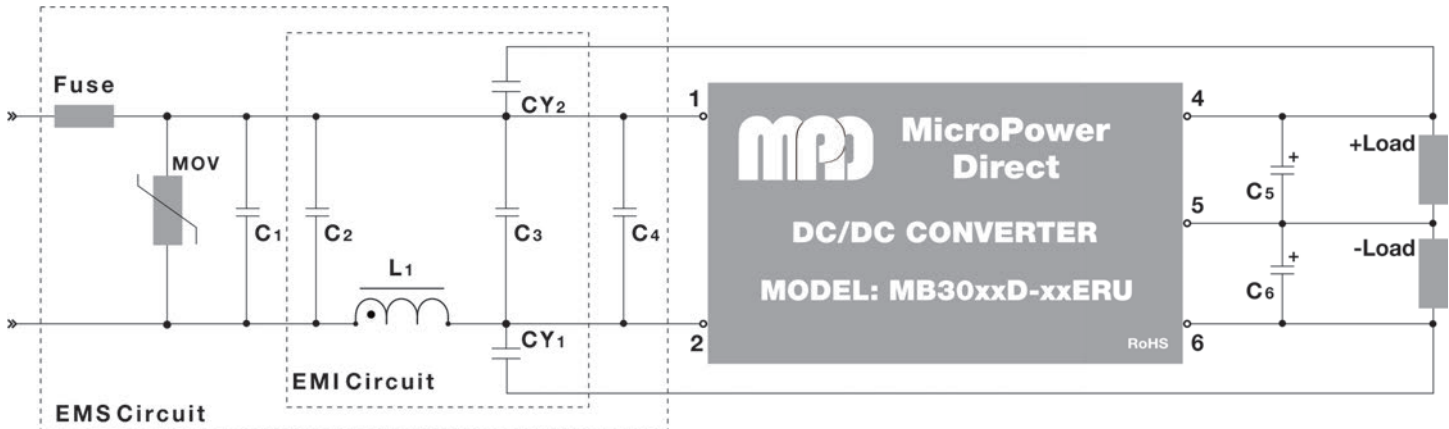 Fuse
MOV
C1
C2
L1
CY2
C3
CY1
C4
EMI Circuit
EMS Circuit
1
2
MPD
MicroPower
Direct
DC/DC CONVERTER
MODEL: MB30xxD-xxERU
RoHS
4
5
6
+
C5
+
C6
+Load
-Load